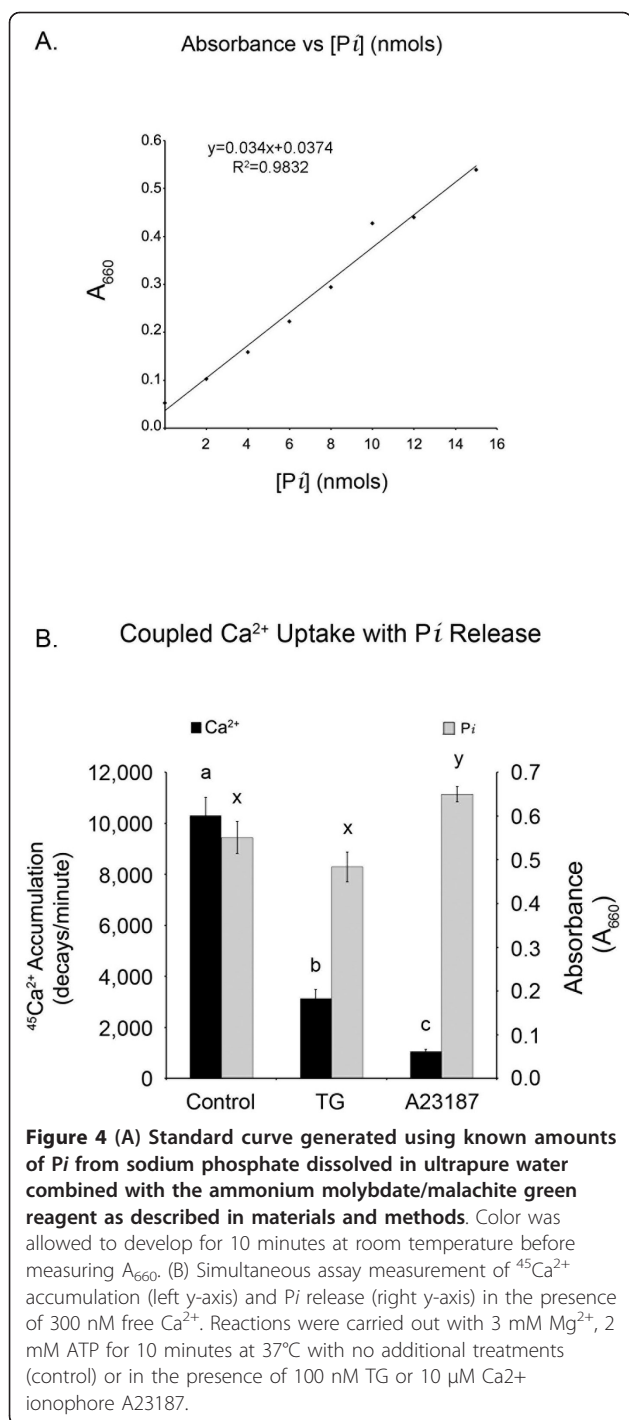 A.
Absorbance vs [Pi] (nmols)
y=0.034x+0.0374
R²=0.9832
0.6
0.5
0.4
0.3
0.2
0.1
0.0
A₆₆₀
2 4 6 8 10 12 14 16
[Pi] (nmols)
B. Coupled Ca²⁺ Uptake with Pi Release
Ca²⁺ Pi
12,000
10,000
8,000
6,000
4,000
2,000
0
⁴⁵Ca²⁺ Accumulation
(decays/minute)
a x b x c y
0.7
0.6
0.5
0.4
0.3
0.2
0.1
0.0
Absorbance
(A₆₆₀)
Control TG A23187
Figure 4 (A) Standard curve generated using known amounts
of Pi from sodium phosphate dissolved in ultrapure water
combined with the ammonium molybdate/malachite green
reagent as described in materials and methods. Color was
allowed to develop for 10 minutes at room temperature before
measuring A₆₆₀. (B) Simultaneous assay measurement of ⁴⁵Ca²⁺
accumulation (left y-axis) and Pi release (right y-axis) in the presence
of 300 nM free Ca²⁺. Reactions were carried out with 3 mM Mg²⁺, 2
mM ATP for 10 minutes at 37°C with no additional treatments
(control) or in the presence of 100 nM TG or 10 μM Ca2+
ionophore A23187.